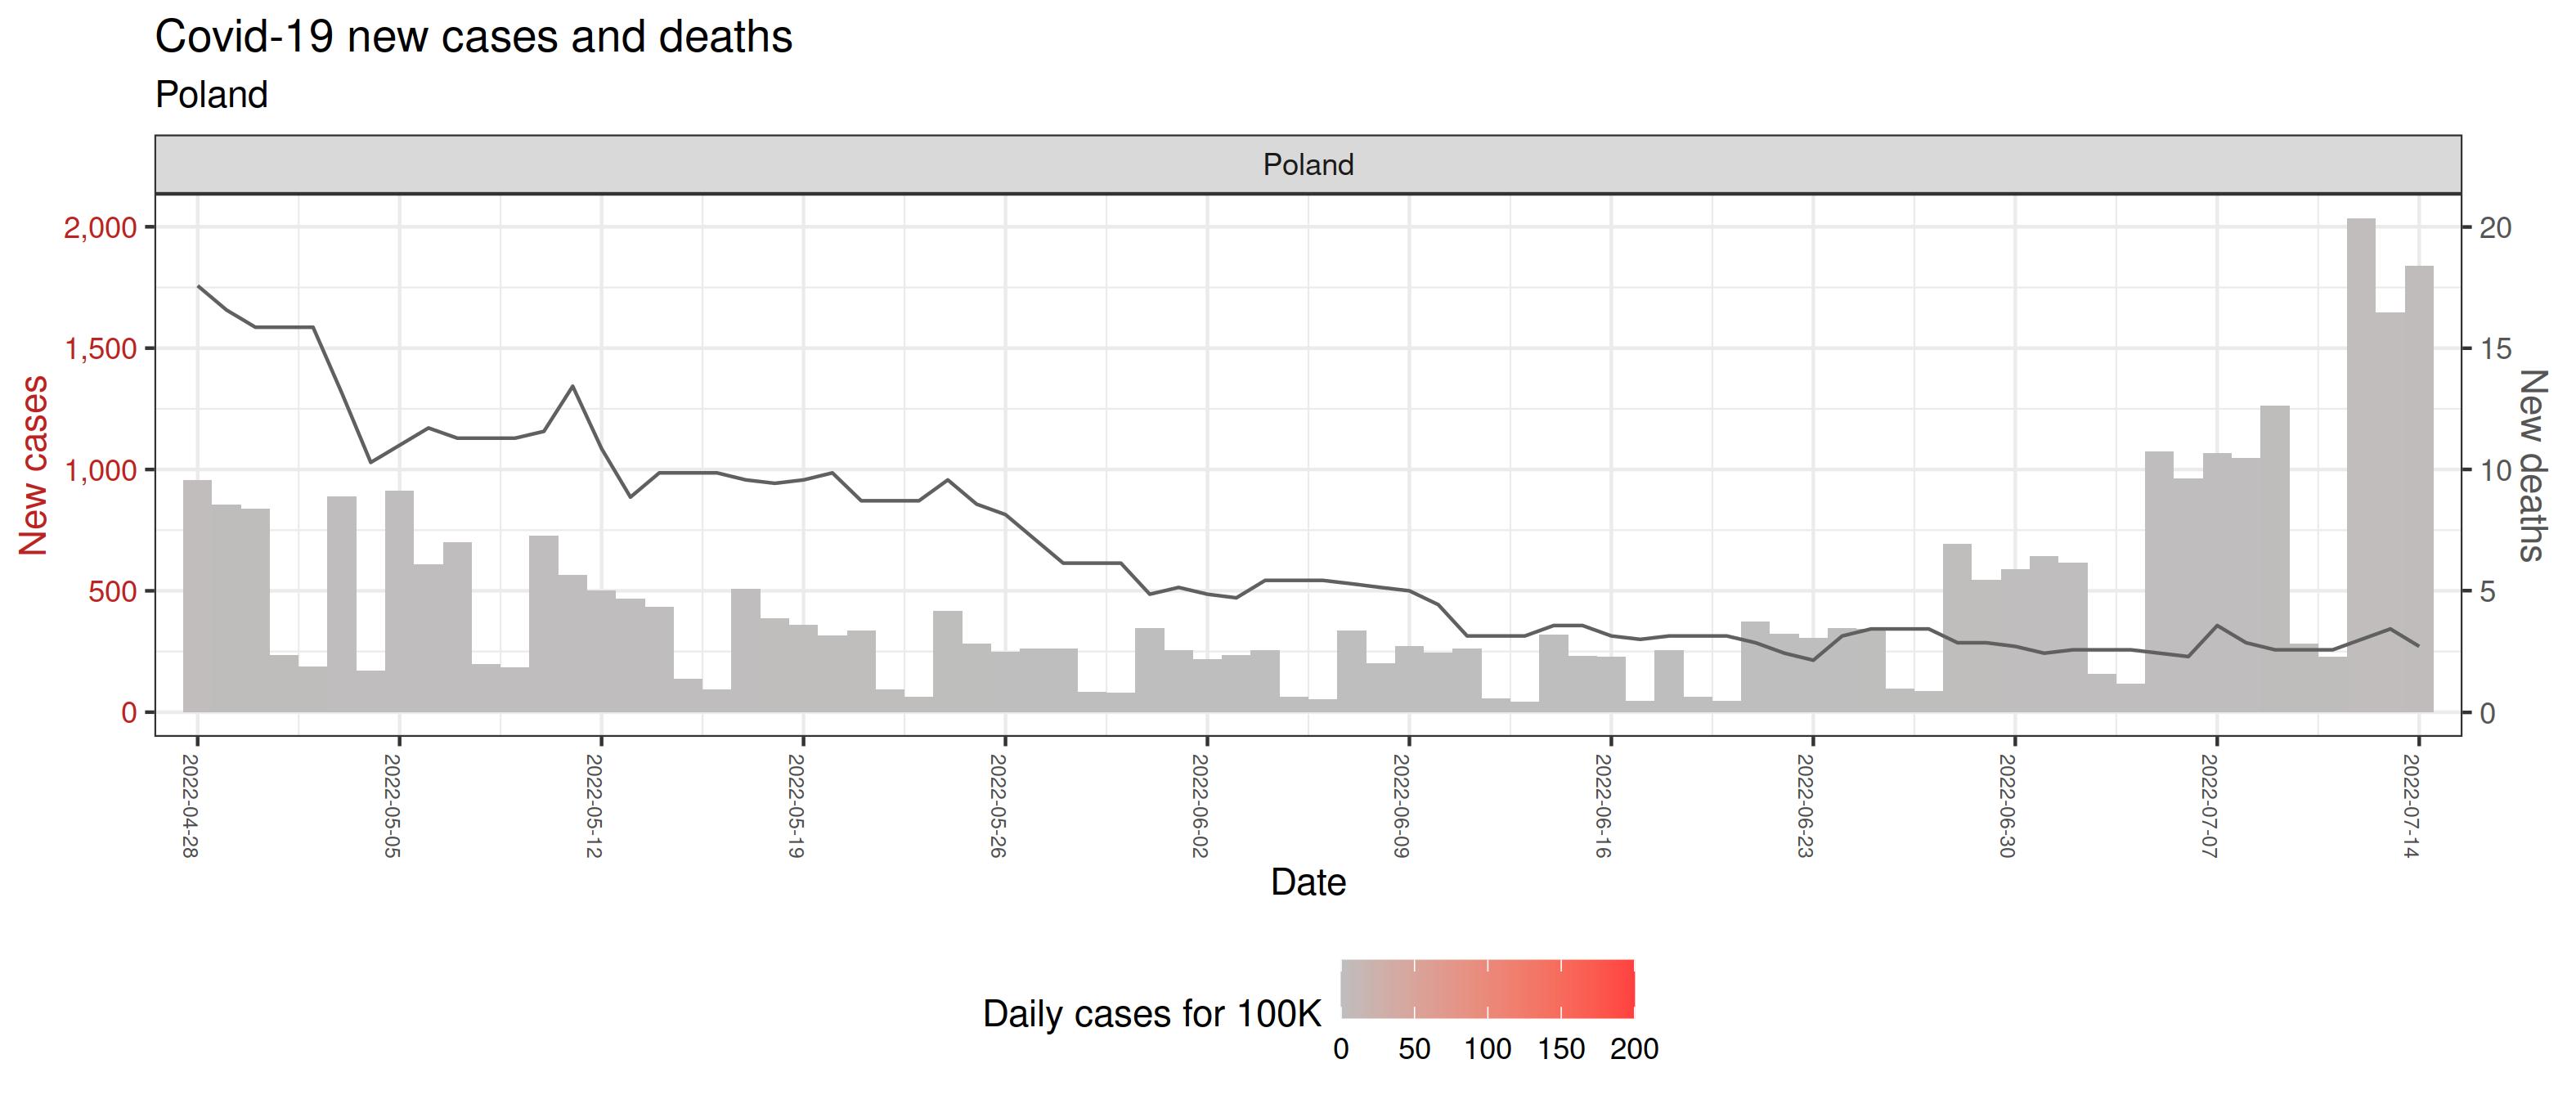 Covid-19 new cases and deaths
Poland
Poland
New cases
2,000
1,500
1,000
500
0
20
15
10
5
0
New deaths
2022-04-28
2022-05-05
2022-05-12
2022-05-19
2022-05-26
2022-06-02
2022-06-09
2022-06-16
2022-06-23
2022-06-30
2022-07-07
2022-07-14
Date
Daily cases for 100K
0 50 100 150 200